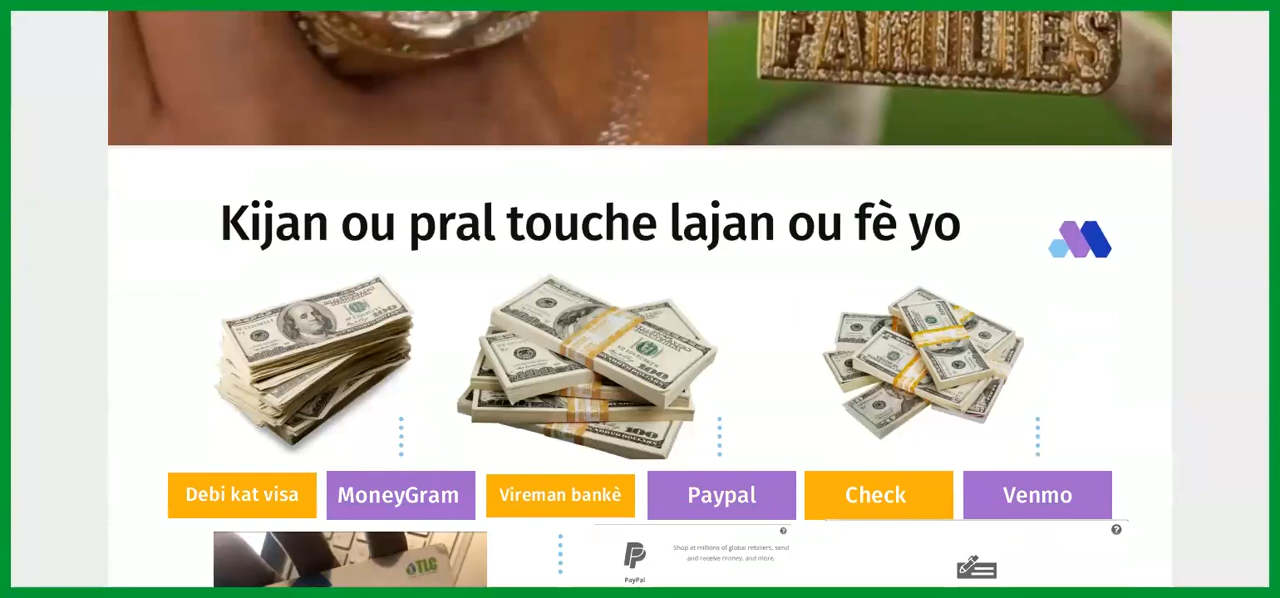 FAMILIES
Kijan ou pral touche lajan ou fè yo
Debi kat visa
MoneyGram
Vireman bankè
Paypal
Check
Venmo
TLC
PayPal
Shop at millions of global retailers, send
and receive money, and more.